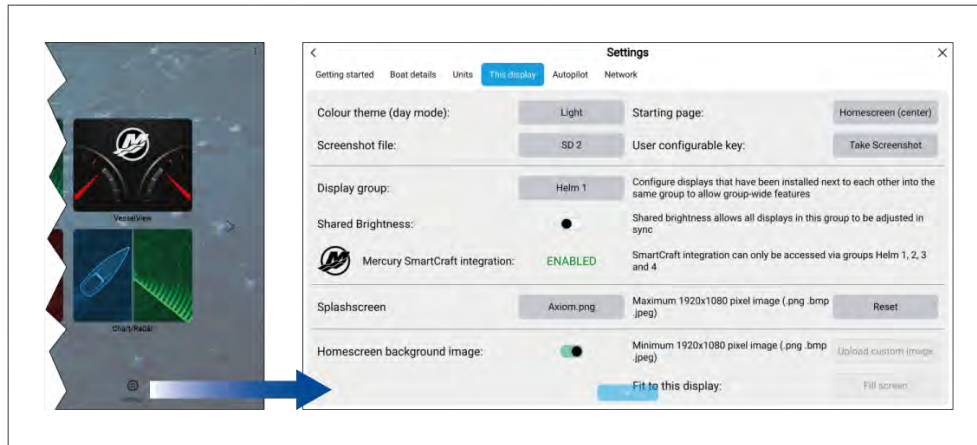 VesselView
Chart/Radar
Settings
Getting started Boat details Units This display Autopilot Network
Colour theme (day mode): Light Starting page: Homescreen (center)
Screenshot file: SD 2 User configurable key: Take Screenshot
Display group: Helm 1 Configure displays that have been installed next to each other into the
same group to allow group-wide features
Shared Brightness: Shared brightness allows all displays in this group to be adjusted in
sync
Mercury SmartCraft integration: ENABLED SmartCraft integration can only be accessed via groups Helm 1, 2, 3
and 4
Splashscreen Axiom.png Maximum 1920x1080 pixel image (.png .bmp
.jpeg) Reset
Homescreen background image: Minimum 1920x1080 pixel image (.png .bmp
.jpeg) Upload custom image
Fit to this display: Fill screen